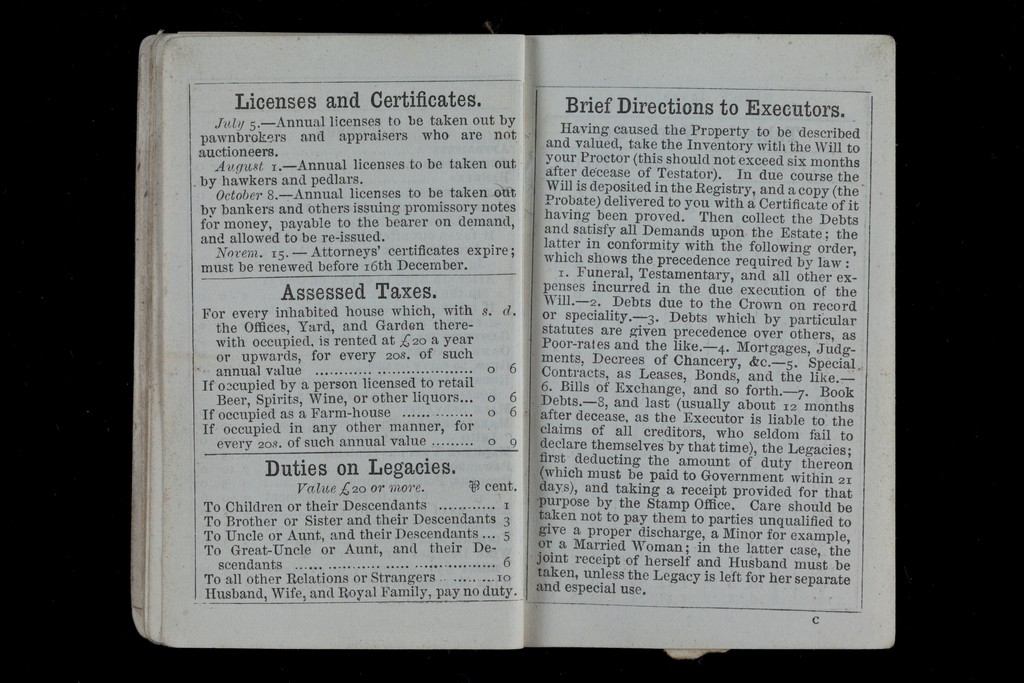 Licenses and Certificates.
July 5.—Annual licenses to be taken out by
pawnbrokers and appraisers who are not
auctioneers.
August 1.—Annual licenses to be taken out
by hawkers and pedlars.
October 8.—Annual licenses to be taken out
by bankers and others issuing promissory notes
for money, payable to the bearer on demand,
and allowed to be re-issued.
Novem. 15.—Attorneys' certificates expire;
must be renewed before 16th December.
Assessed Taxes.
For every inhabited house which, with s. d.
the Offices, Yard, and Garden there-
with occupied, is rented at £20 a year
or upwards, for every 20s. of such
annual value .................................... 0 6
If occupied by a person licensed to retail
Beer, Spirits, Wine, or other liquors... 0 6
If occupied as a Farm-house ............... 0 6
If occupied in any other manner, for
every 20s. of such annual value ......... 0 9
Duties on Legacies.
Value £20 or more. ⅌ cent.
To Children or their Descendants ............ 1
To Brother or Sister and their Descendants 3
To Uncle or Aunt, and their Descendants ... 5
To Great-Uncle or Aunt, and their De-
scendants ............................................. 6
To all other Relations or Strangers ............ 10
Husband, Wife, and Royal Family, pay no duty.
Brief Directions to Executors.
Having caused the Property to be described
and valued, take the Inventory with the Will to
your Proctor (this should not exceed six months
after decease of Testator). In due course the
Will is deposited in the Registry, and a copy (the
Probate) delivered to you with a Certificate of it
having been proved. Then collect the Debts
and satisfy all Demands upon the Estate; the
latter in conformity with the following order,
which shows the precedence required by law:
1. Funeral, Testamentary, and all other ex-
penses incurred in the due execution of the
Will.—2. Debts due to the Crown on record
or speciality.—3. Debts which by particular
statutes are given precedence over others, as
Poor-rates and the like.—4. Mortgages, Judg-
ments, Decrees of Chancery, &c.—5. Special
Contracts, as Leases, Bonds, and the like.—
6. Bills of Exchange, and so forth.—7. Book
Debts.—8, and last (usually about 12 months
after decease, as the Executor is liable to the
claims of all creditors, who seldom fail to
declare themselves by that time), the Legacies;
first deducting the amount of duty thereon
(which must be paid to Government within 21
days), and taking a receipt provided for that
purpose by the Stamp Office. Care should be
taken not to pay them to parties unqualified to
give a proper discharge, a Minor for example,
or a Married Woman; in the latter case, the
joint receipt of herself and Husband must be
taken, unless the Legacy is left for her separate
and especial use.
C